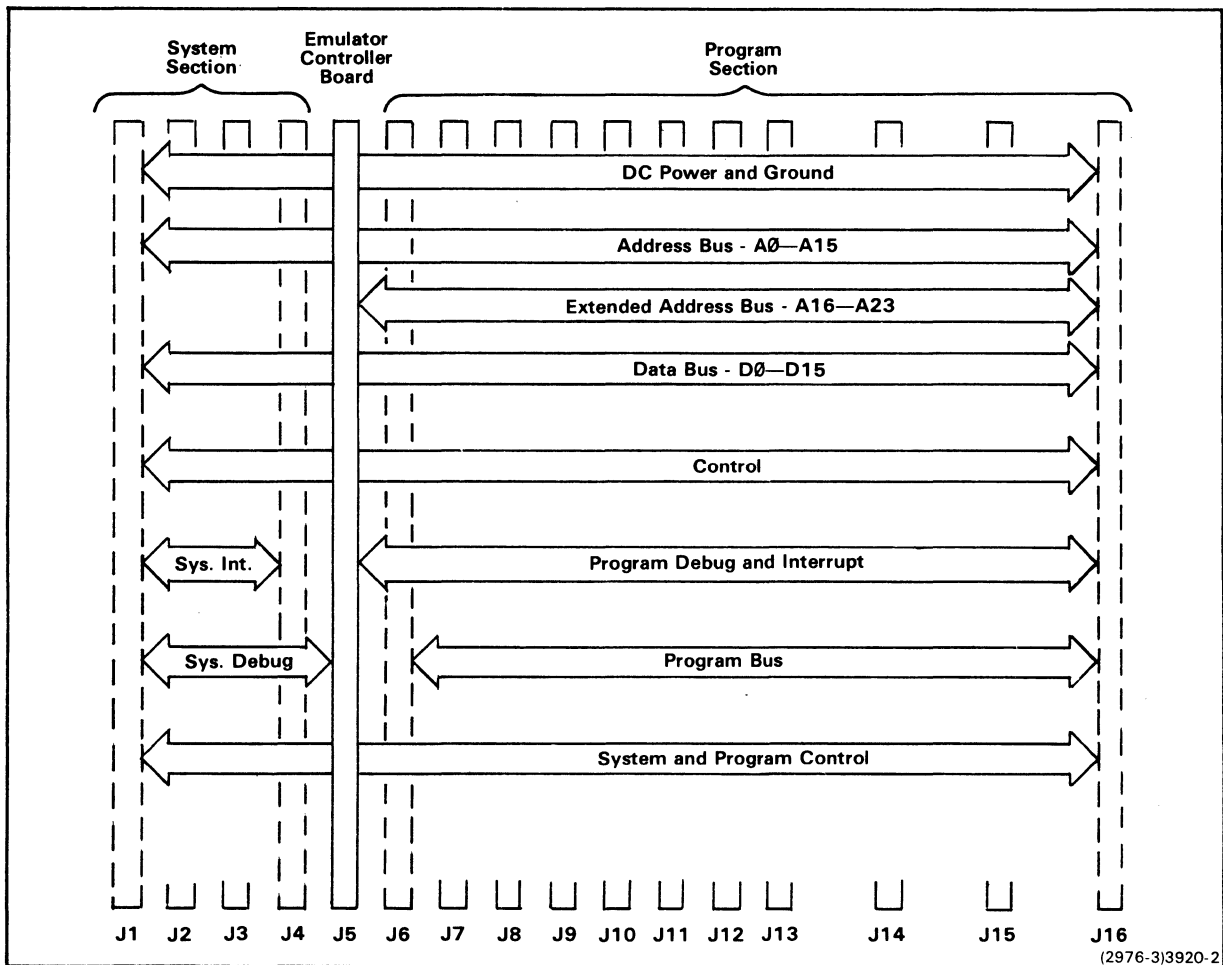 System
Section
Emulator
Controller
Board
Program
Section
DC Power and Ground
Address Bus - AØ—A15
Extended Address Bus - A16—A23
Data Bus - DØ—D15
Control
Sys. Int.
Program Debug and Interrupt
Sys. Debug
Program Bus
System and Program Control
J1 J2 J3 J4 J5 J6 J7 J8 J9 J10 J11 J12 J13 J14 J15 J16
(2976-3)3920-2